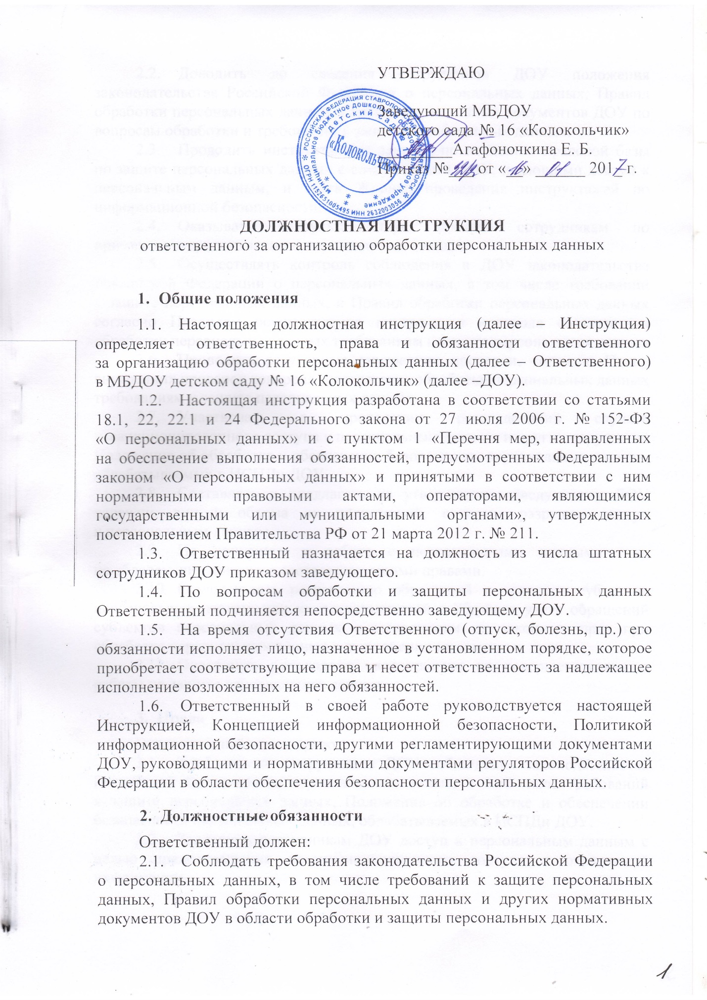 УТВЕРЖДАЮ
Заведующий МБДОУ
детского сада № 16 «Колокольчик»
Агафоночкина Е. Б.
Приказ № от «16» 01 2017 г.
РОССИЙСКАЯ ФЕДЕРАЦИЯ СТАВРОПОЛЬСКИЙ
муниципальное бюджетное дошкольное образовательное учреждение
детский сад № 16
«Колокольчик»
ОГРН 1152651005495 ИНН 2632003056
ДОЛЖНОСТНАЯ ИНСТРУКЦИЯ
ответственного за организацию обработки персональных данных
1. Общие положения
1.1. Настоящая должностная инструкция (далее – Инструкция)
определяет ответственность, права и обязанности ответственного
за организацию обработки персональных данных (далее – Ответственного)
в МБДОУ детском саду № 16 «Колокольчик» (далее –ДОУ).
1.2. Настоящая инструкция разработана в соответствии со статьями
18.1, 22, 22.1 и 24 Федерального закона от 27 июля 2006 г. № 152-ФЗ
«О персональных данных» и с пунктом 1 «Перечня мер, направленных
на обеспечение выполнения обязанностей, предусмотренных Федеральным
законом «О персональных данных» и принятыми в соответствии с ним
нормативными правовыми актами, операторами, являющимися
государственными или муниципальными органами», утвержденных
постановлением Правительства РФ от 21 марта 2012 г. № 211.
1.3. Ответственный назначается на должность из числа штатных
сотрудников ДОУ приказом заведующего.
1.4. По вопросам обработки и защиты персональных данных
Ответственный подчиняется непосредственно заведующему ДОУ.
1.5. На время отсутствия Ответственного (отпуск, болезнь, пр.) его
обязанности исполняет лицо, назначенное в установленном порядке, которое
приобретает соответствующие права и несет ответственность за надлежащее
исполнение возложенных на него обязанностей.
1.6. Ответственный в своей работе руководствуется настоящей
Инструкцией, Концепцией информационной безопасности, Политикой
информационной безопасности, другими регламентирующими документами
ДОУ, руководящими и нормативными документами регуляторов Российской
Федерации в области обеспечения безопасности персональных данных.
2. Должностные обязанности
Ответственный должен:
2.1. Соблюдать требования законодательства Российской Федерации
о персональных данных, в том числе требований к защите персональных
данных, Правил обработки персональных данных и других нормативных
документов ДОУ в области обработки и защиты персональных данных.
1